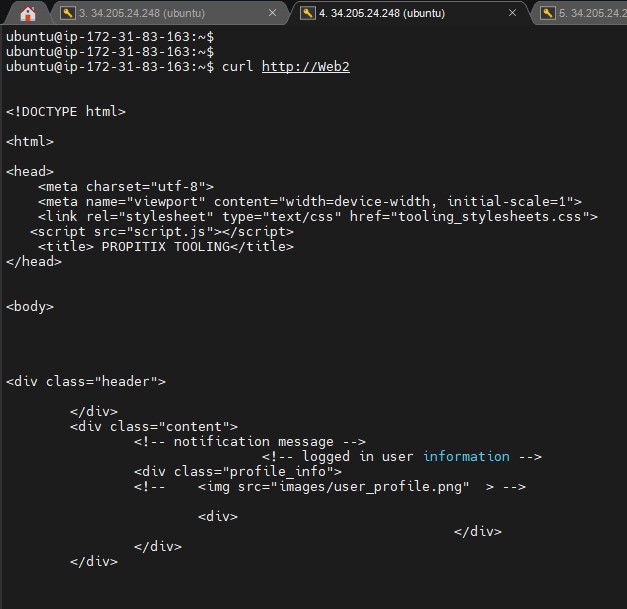 3. 34.205.24.248 (ubuntu)
4. 34.205.24.248 (ubuntu)
5. 34.205.24.2
ubuntu@ip-172-31-83-163:~$
ubuntu@ip-172-31-83-163:~$
ubuntu@ip-172-31-83-163:~$ curl http://Web2
<!DOCTYPE html>
<html>
<head>
    <meta charset="utf-8">
    <meta name="viewport" content="width=device-width, initial-scale=1">
    <link rel="stylesheet" type="text/css" href="tooling_stylesheets.css">
   <script src="script.js"></script>
    <title> PROPITIX TOOLING</title>
</head>
<body>
<div class="header">
        </div>
        <div class="content">
                <!-- notification message -->
                                <!-- logged in user information -->
                <div class="profile_info">
                <!--    <img src="images/user_profile.png"  > -->
                        <div>
                                                        </div>
                </div>
        </div>